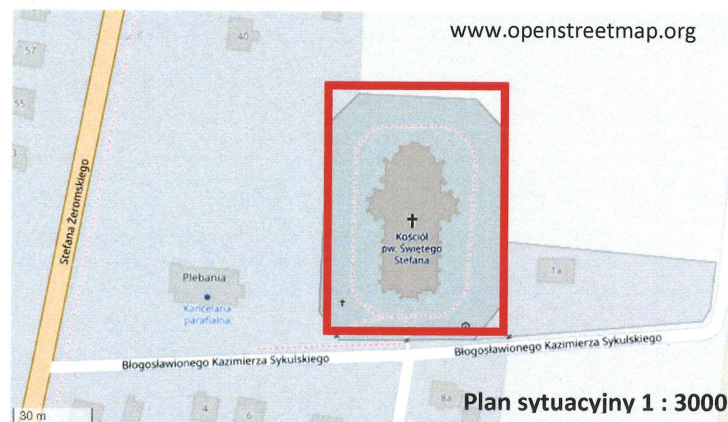 www.openstreetmap.org
57
40
55
Stefana Żeromskiego
Kościół
pw. Świętego
Stefana
Plebania
Kancelaria
parafialna
1a
Błogosławionego Kazimierza Sykulskiego
Błogosławionego Kazimierza Sykulskiego
4
6
8a
Plan sytuacyjny 1 : 3000
30 m